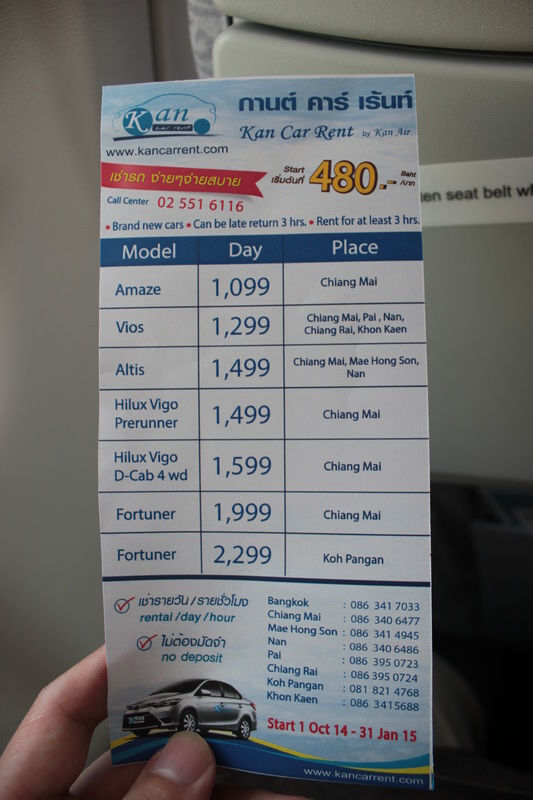 Kan
car rent
กานต์ คาร์ เร้นท์
Kan Car Rent by Kan Air
www.kancarrent.com
เช่ารถ ง่ายๆจ่ายสบาย
Start
เริ่มต้นที่ 480.- Baht /บาท
Call Center 02 551 6116
• Brand new cars • Can be late return 3 hrs. • Rent for at least 3 hrs.
ten seat belt wh
Model Day Place
Amaze 1,099 Chiang Mai
Vios 1,299 Chiang Mai, Pai , Nan,
Chiang Rai, Khon Kaen
Altis 1,499 Chiang Mai, Mae Hong Son,
Nan
Hilux Vigo
Prerunner 1,499 Chiang Mai
Hilux Vigo
D-Cab 4 wd 1,599 Chiang Mai
Fortuner 1,999 Chiang Mai
Fortuner 2,299 Koh Pangan
เช่ารายวัน / รายชั่วโมง
rental /day / hour
ไม่ต้องมัดจำ
no deposit
Bangkok : 086 341 7033
Chiang Mai : 086 340 6477
Mae Hong Son : 086 341 4945
Nan : 086 340 6486
Pai : 086 395 0723
Chiang Rai : 086 395 0724
Koh Pangan : 081 821 4768
Khon Kaen : 086 3415688
Start 1 Oct 14 - 31 Jan 15
www.kancarrent.com